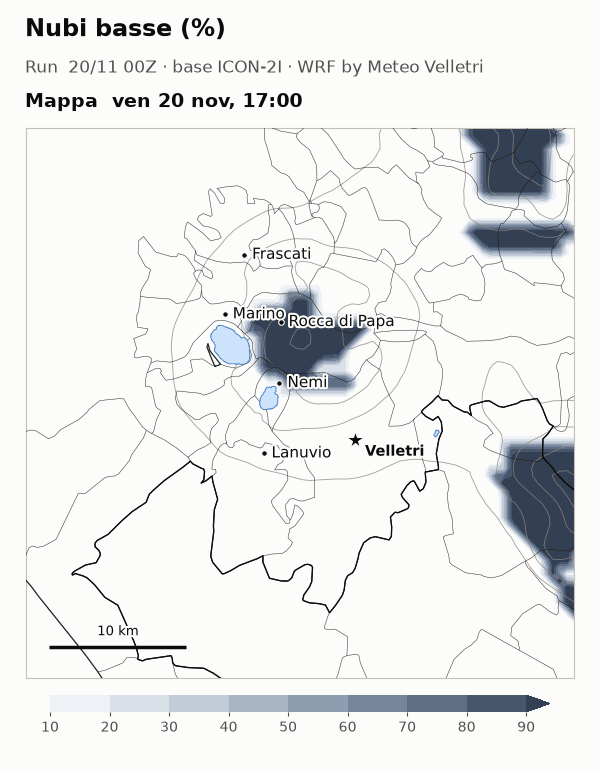 Nubi basse (%)
Run  20/11 00Z · base ICON-2I · WRF by Meteo Velletri
Mappa  ven 20 nov, 17:00
Frascati
Marino
Rocca di Papa
Nemi
Velletri
Lanuvio
10 km
10 20 30 40 50 60 70 80 90